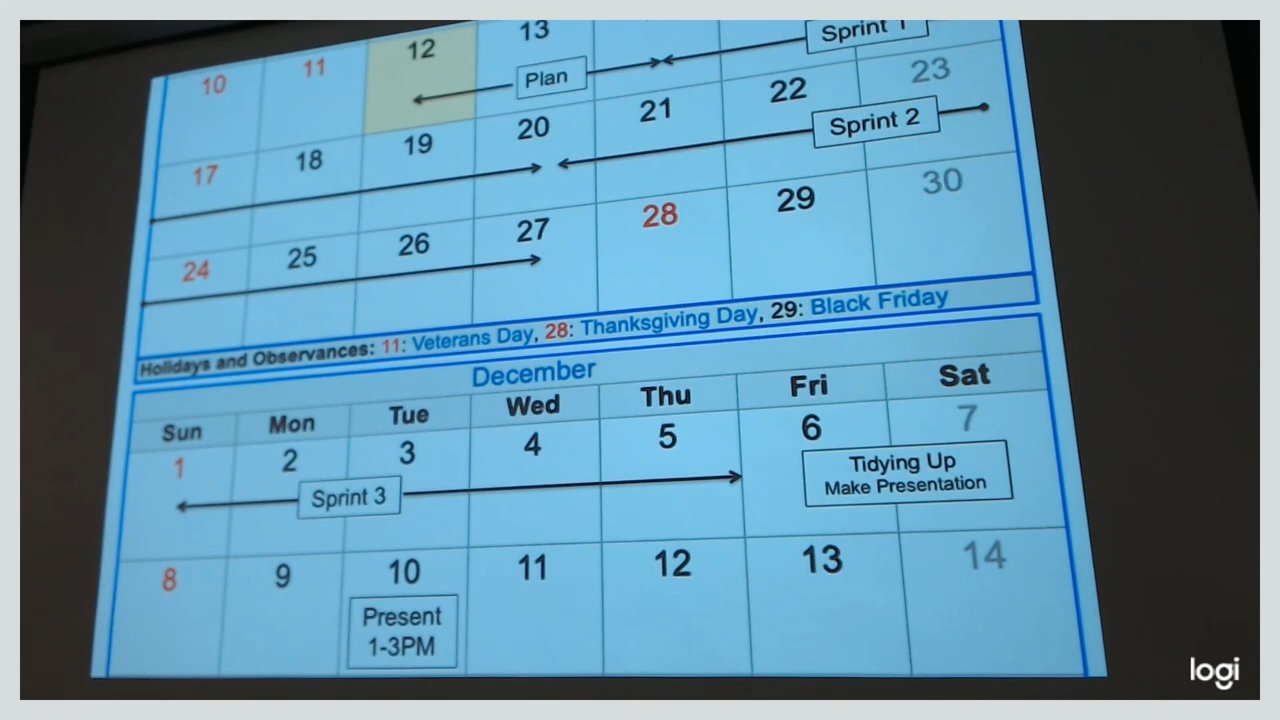 10 11 12 13
Plan
Sprint 1
17 18 19 20 21 22 23
Sprint 2
24 25 26 27 28 29 30
Holidays and Observances: 11: Veterans Day, 28: Thanksgiving Day, 29: Black Friday
December
Sun Mon Tue Wed Thu Fri Sat
1 2 3 4 5 6 7
Sprint 3
Tidying Up
Make Presentation
8 9 10 11 12 13 14
Present
1-3PM
logi